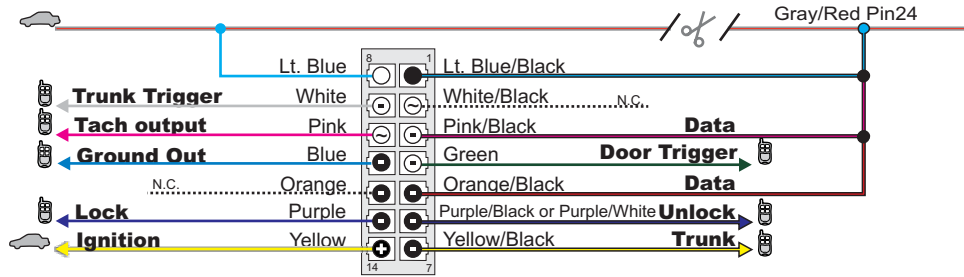 Gray/Red Pin24
8 1
Lt. Blue Lt. Blue/Black
Trunk Trigger White White/Black N.C.
Tach output Pink Pink/Black Data
Ground Out Blue Green Door Trigger
N.C. Orange Orange/Black Data
Lock Purple Purple/Black or Purple/White Unlock
Ignition Yellow Yellow/Black Trunk
14 7